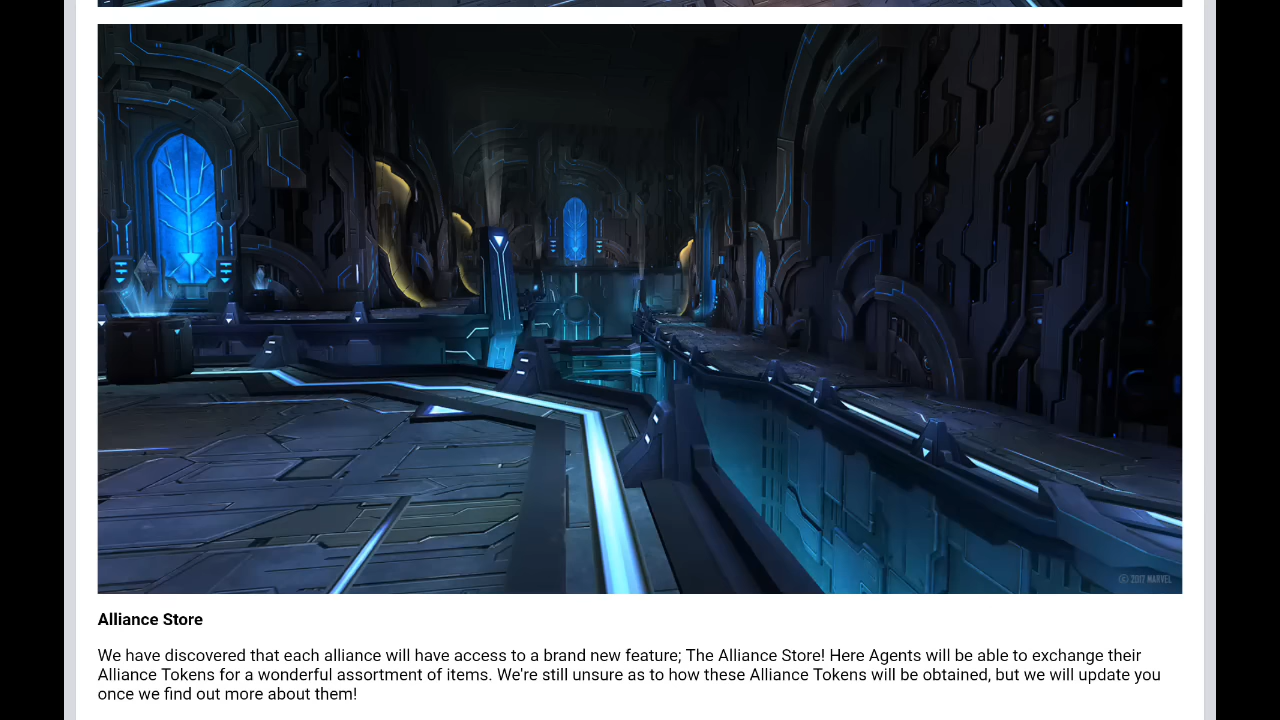 © 2017 MARVEL
Alliance Store
We have discovered that each alliance will have access to a brand new feature; The Alliance Store! Here Agents will be able to exchange their
Alliance Tokens for a wonderful assortment of items. We're still unsure as to how these Alliance Tokens will be obtained, but we will update you
once we find out more about them!